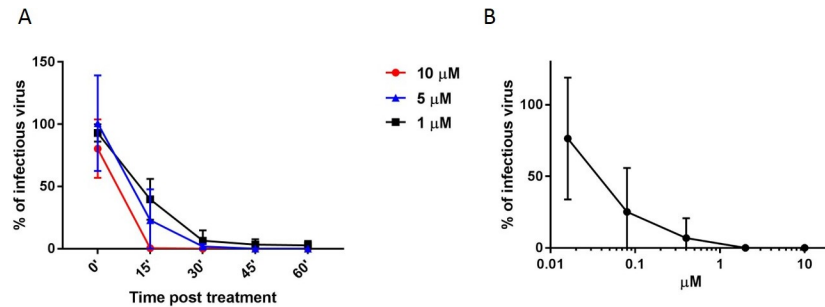 A
150
100
50
0
% of infectious virus
0'
15'
30'
45'
60'
Time post treatment
10 μM
5 μM
1 μM
B
100
50
0
% of infectious virus
0.01
0.1
1
10
μM